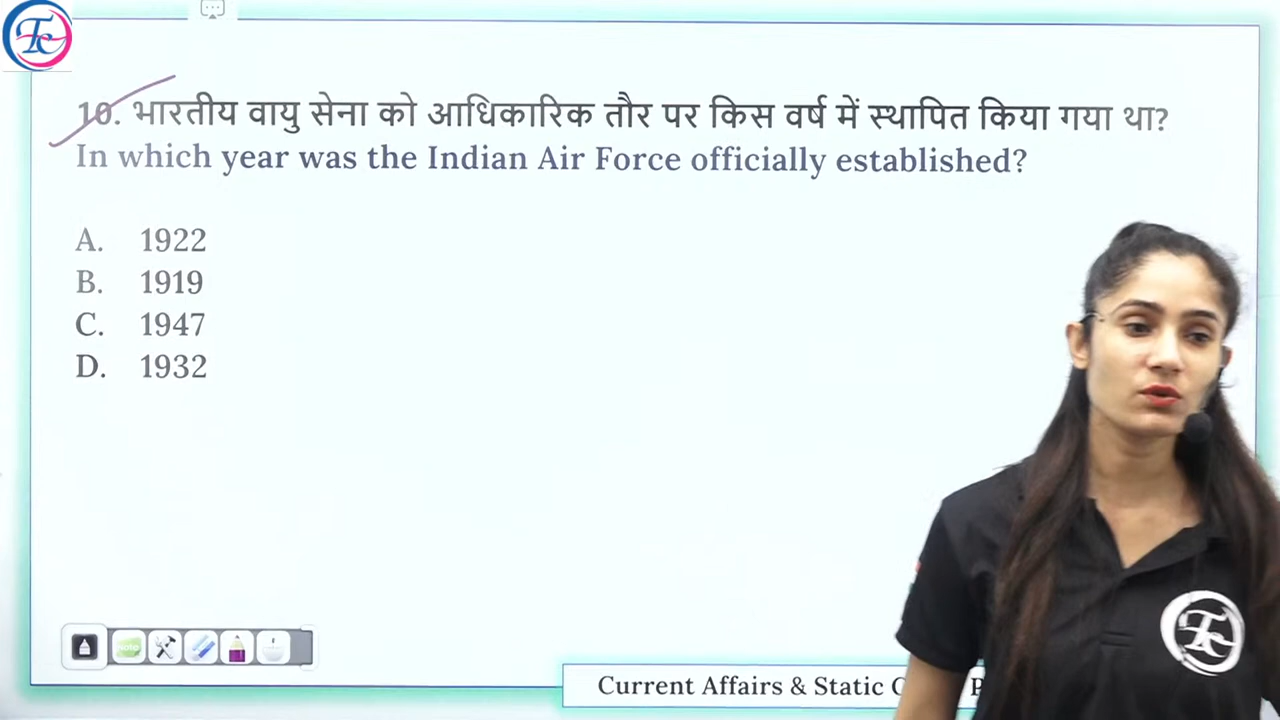 10. भारतीय वायु सेना को आधिकारिक तौर पर किस वर्ष में स्थापित किया गया था?
In which year was the Indian Air Force officially established?
A. 1922
B. 1919
C. 1947
D. 1932
Current Affairs & Static